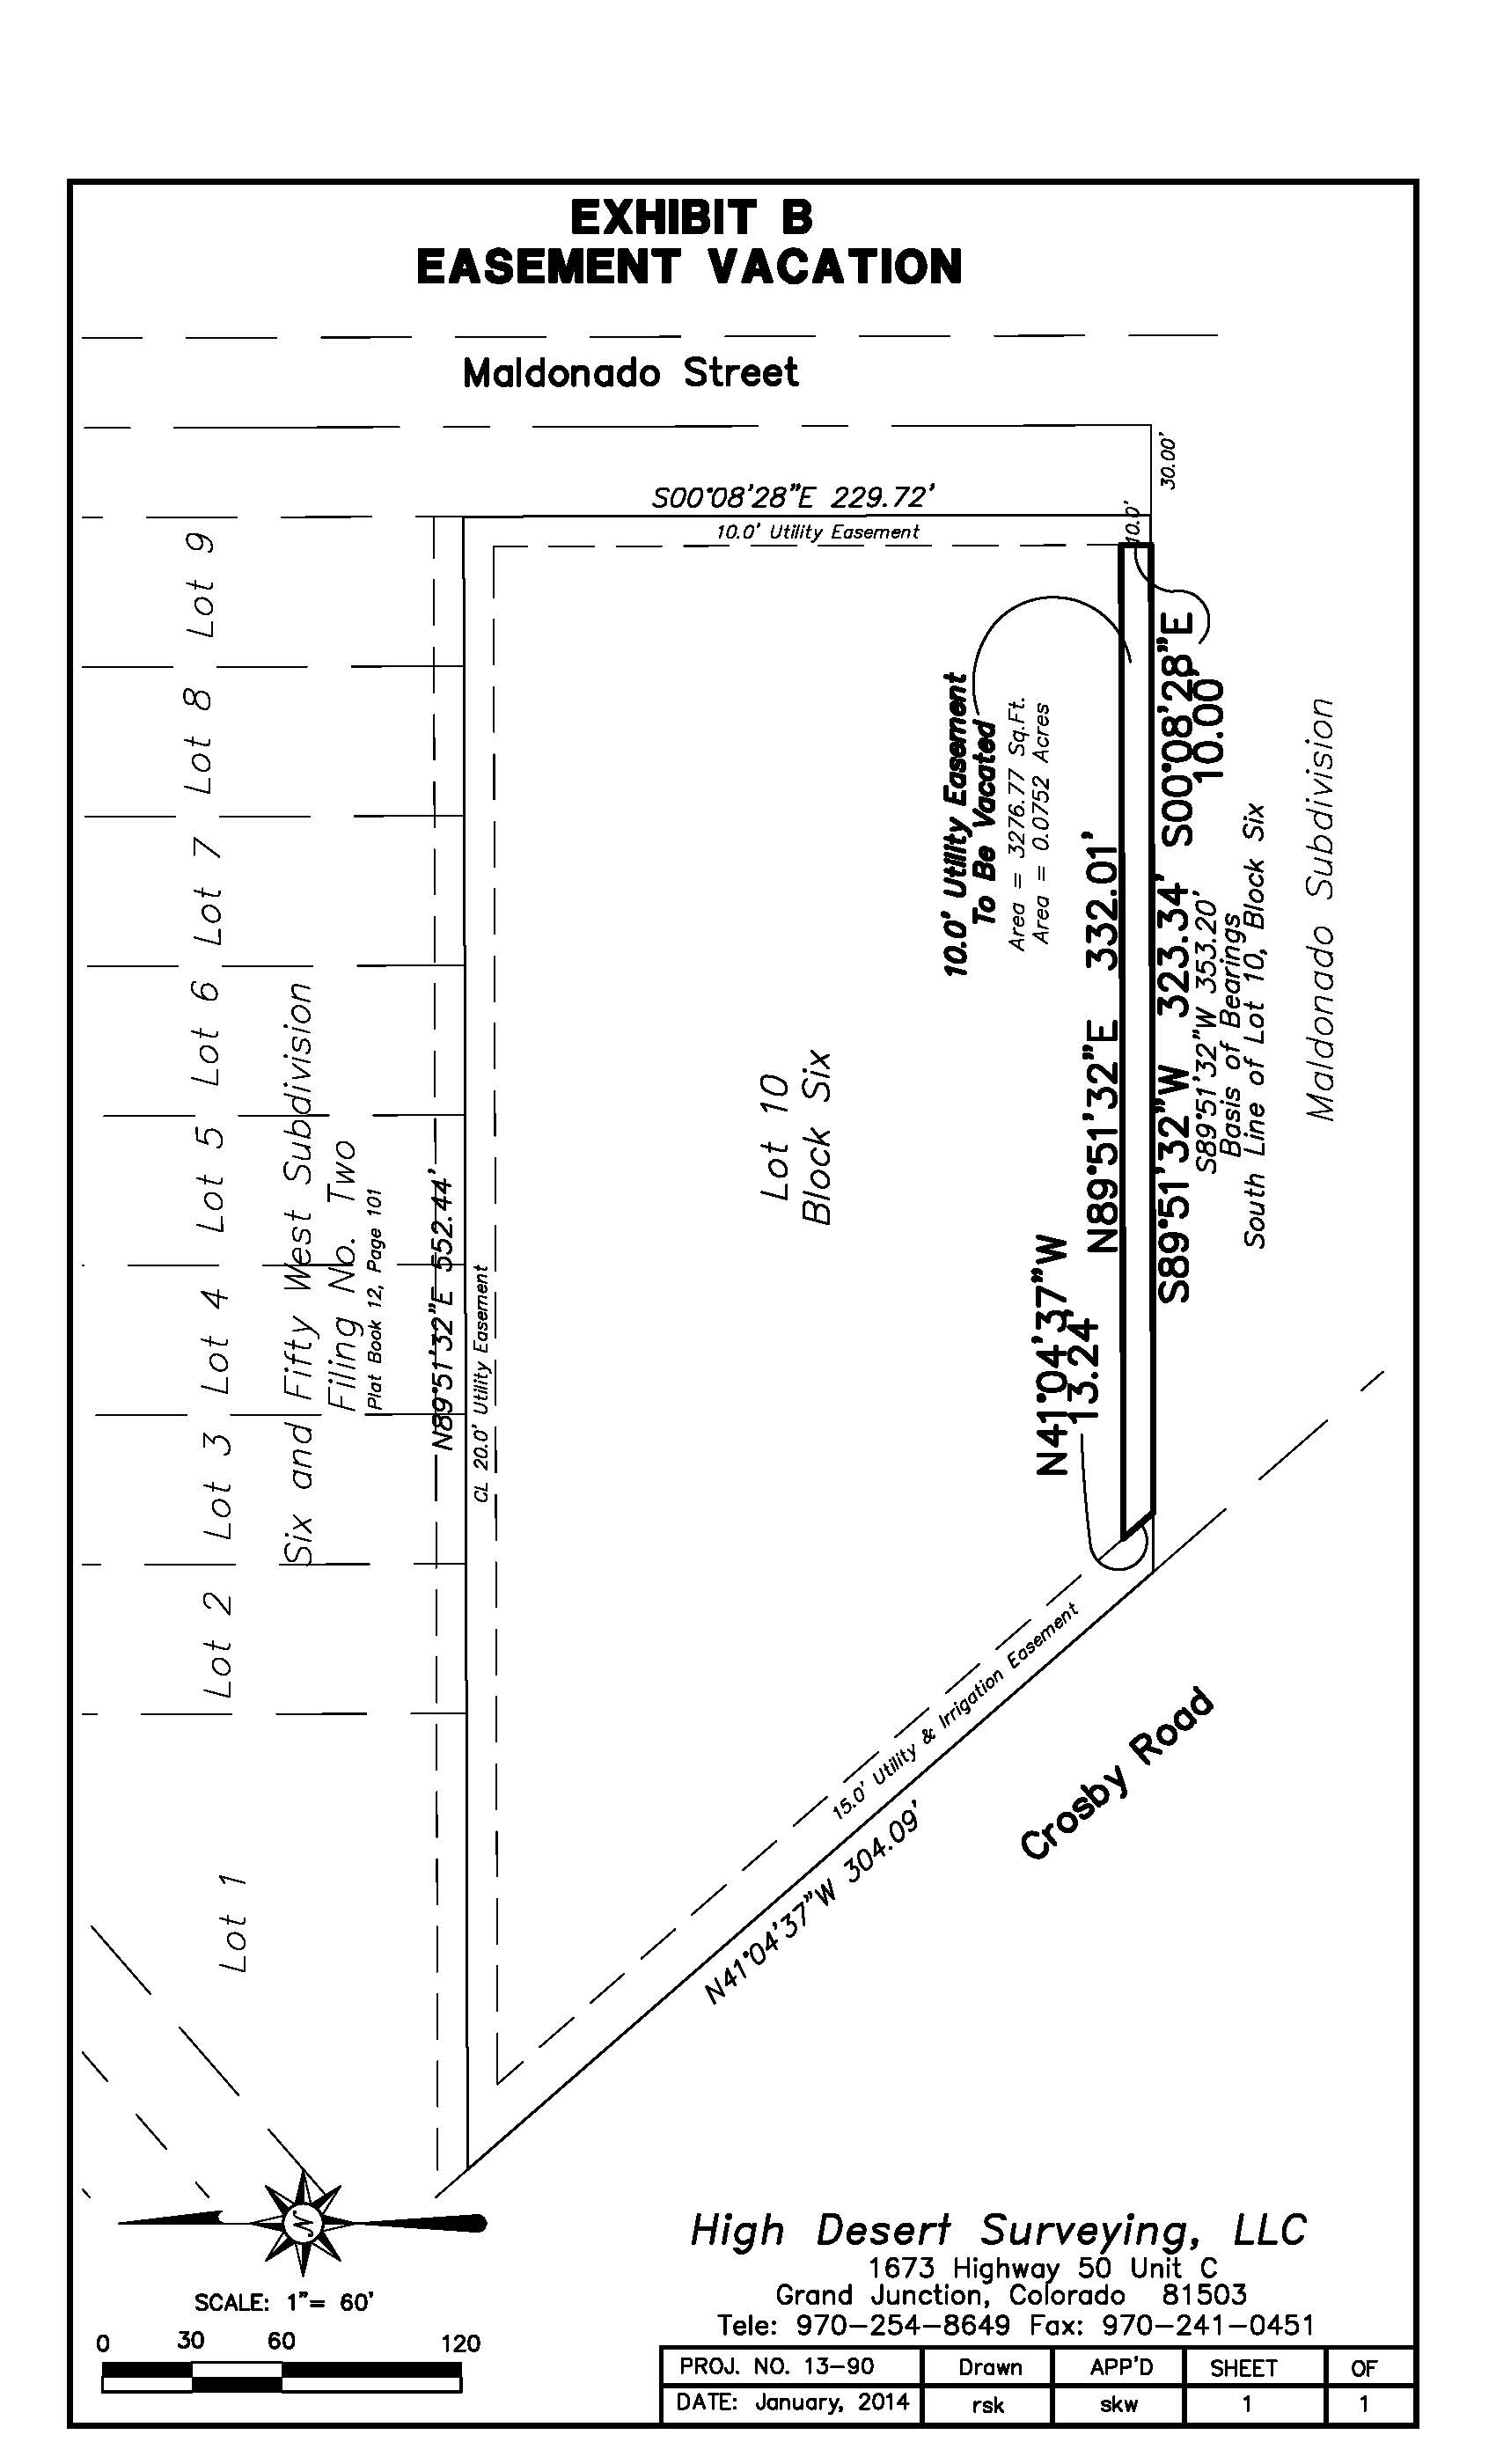 EXHIBIT B
EASEMENT VACATION
Maldonado Street
30.00'
S00°08'28"E 229.72'
10.0' Utility Easement
10.0'
Lot 9
Lot 8
Lot 7
Lot 6
Lot 5
Lot 4
Lot 3
Lot 2
Lot 1
Six and Fifty West Subdivision
Filing No. Two
Plat Book 12, Page 101
N89°51'32"E 552.44'
CL 20.0' Utility Easement
Lot 10
Block Six
10.0' Utility Easement
To Be Vacated
Area = 3276.77 Sq.Ft.
Area = 0.0752 Acres
N41°04'37"W
13.24'
N89°51'32"E 332.01'
S89°51'32"W 323.34'
S00°08'28"E
10.00'
S89°51'32"W 353.20'
Basis of Bearings
South Line of Lot 10, Block Six
Maldonado Subdivision
15.0' Utility & Irrigation Easement
N41°04'37"W 304.09'
Crosby Road
N
SCALE: 1"= 60'
0 30 60 120
High Desert Surveying, LLC
1673 Highway 50 Unit C
Grand Junction, Colorado 81503
Tele: 970-254-8649 Fax: 970-241-0451
PROJ. NO. 13-90 Drawn APP'D SHEET OF
DATE: January, 2014 rsk skw 1 1